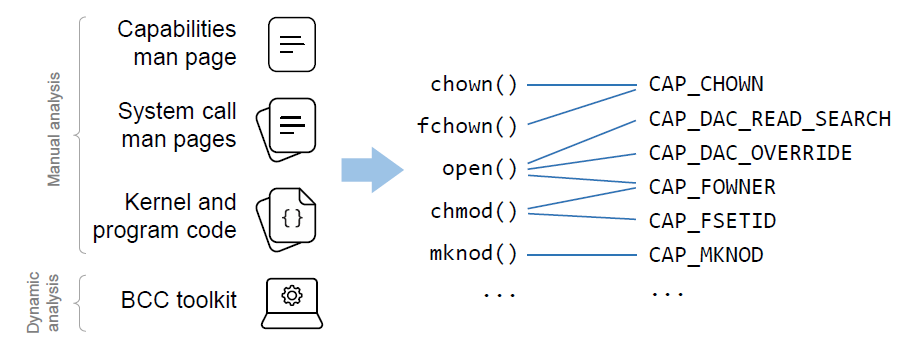 Manual analysis
Capabilities
man page
System call
man pages
Kernel and
program code
{}
Dynamic
analysis
BCC toolkit
chown()
fchown()
open()
chmod()
mknod()
...
CAP_CHOWN
CAP_DAC_READ_SEARCH
CAP_DAC_OVERRIDE
CAP_FOWNER
CAP_FSETID
CAP_MKNOD
...